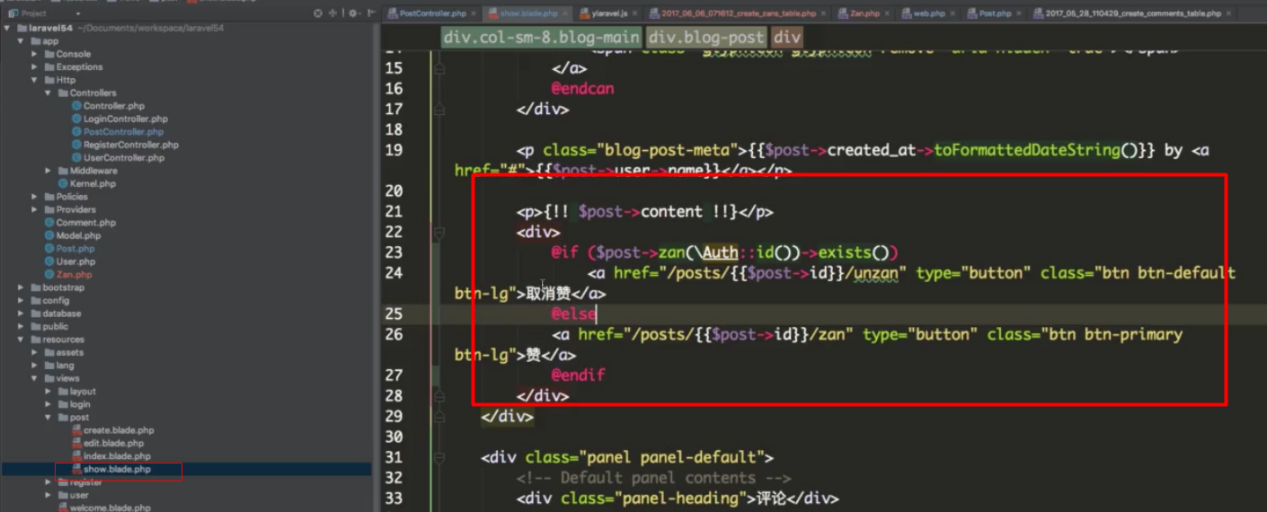 Project
PostController.php
show.blade.php
ylaravel.js
2017_06_06_071612_create_zans_table.php
Zan.php
web.php
Post.php
2017_05_28_110429_create_comments_table.php
laravel54 ~/Documents/workspace/laravel54
app
Console
Exceptions
Http
Controllers
Controller.php
LoginController.php
PostController.php
RegisterController.php
UserController.php
Middleware
Kernel.php
Policies
Providers
Comment.php
Model.php
Post.php
User.php
Zan.php
bootstrap
config
database
public
resources
assets
lang
views
layout
login
post
create.blade.php
edit.blade.php
index.blade.php
show.blade.php
register
user
welcome.blade.php
div.col-sm-8.blog-main div.blog-post div
15 </a>
16 @endcan
17 </div>
18
19 <p class="blog-post-meta">{{$post->created_at->toFormattedDateString()}} by <a
href="#">{{$post->user->name}}</a></p>
20
21 <p>{!! $post->content !!}</p>
22 <div>
23 @if ($post->zan(\Auth::id())->exists())
24 <a href="/posts/{{$post->id}}/unzan" type="button" class="btn btn-default
btn-lg">取消赞</a>
25 @else
26 <a href="/posts/{{$post->id}}/zan" type="button" class="btn btn-primary
btn-lg">赞</a>
27 @endif
28 </div>
29 </div>
30
31 <div class="panel panel-default">
32 <!-- Default panel contents -->
33 <div class="panel-heading">评论</div>